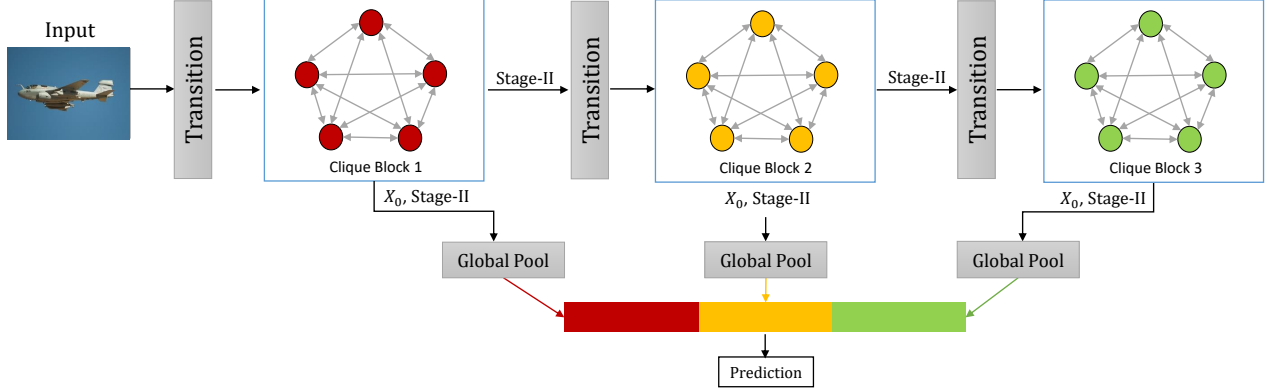 Input
Transition
Clique Block 1
Stage-II
Transition
Clique Block 2
Stage-II
Transition
Clique Block 3
X₀, Stage-II
X₀, Stage-II
X₀, Stage-II
Global Pool
Global Pool
Global Pool
Prediction